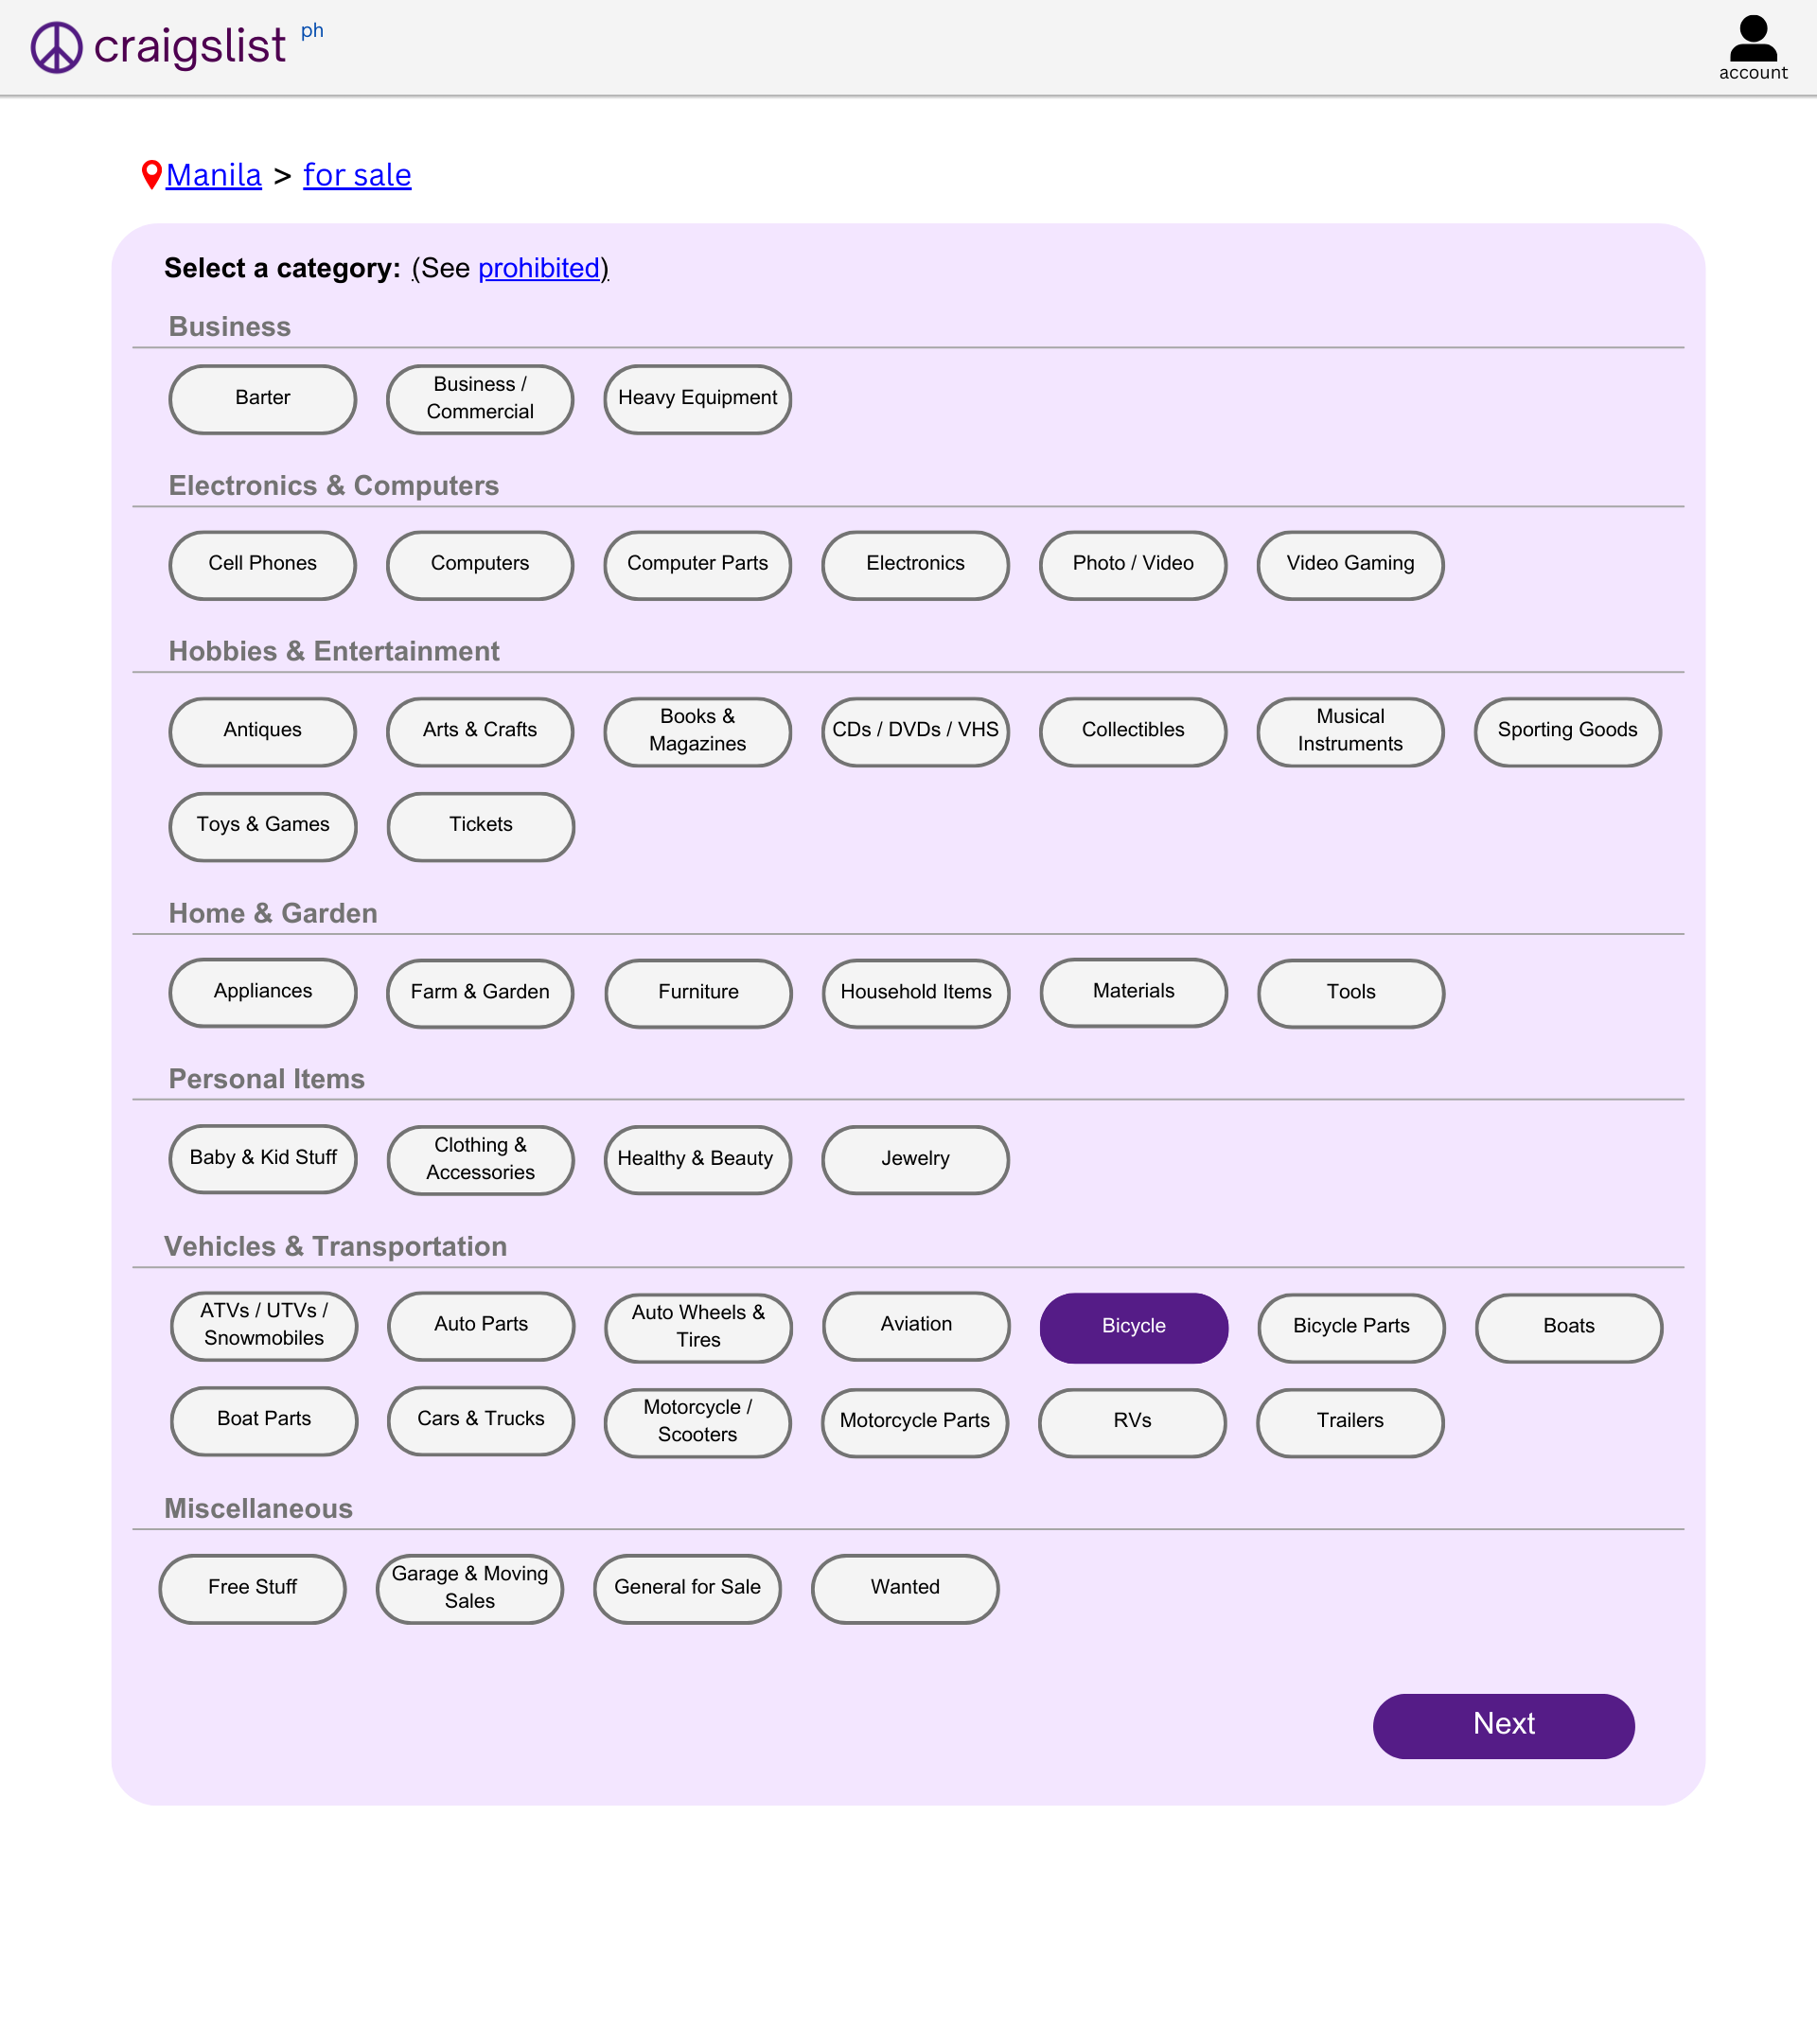 craigslist ph
account
Manila > for sale
Select a category: (See prohibited)
Business
Barter
Business /
Commercial
Heavy Equipment
Electronics & Computers
Cell Phones
Computers
Computer Parts
Electronics
Photo / Video
Video Gaming
Hobbies & Entertainment
Antiques
Arts & Crafts
Books &
Magazines
CDs / DVDs / VHS
Collectibles
Musical
Instruments
Sporting Goods
Toys & Games
Tickets
Home & Garden
Appliances
Farm & Garden
Furniture
Household Items
Materials
Tools
Personal Items
Baby & Kid Stuff
Clothing &
Accessories
Healthy & Beauty
Jewelry
Vehicles & Transportation
ATVs / UTVs /
Snowmobiles
Auto Parts
Auto Wheels &
Tires
Aviation
Bicycle
Bicycle Parts
Boats
Boat Parts
Cars & Trucks
Motorcycle /
Scooters
Motorcycle Parts
RVs
Trailers
Miscellaneous
Free Stuff
Garage & Moving
Sales
General for Sale
Wanted
Next